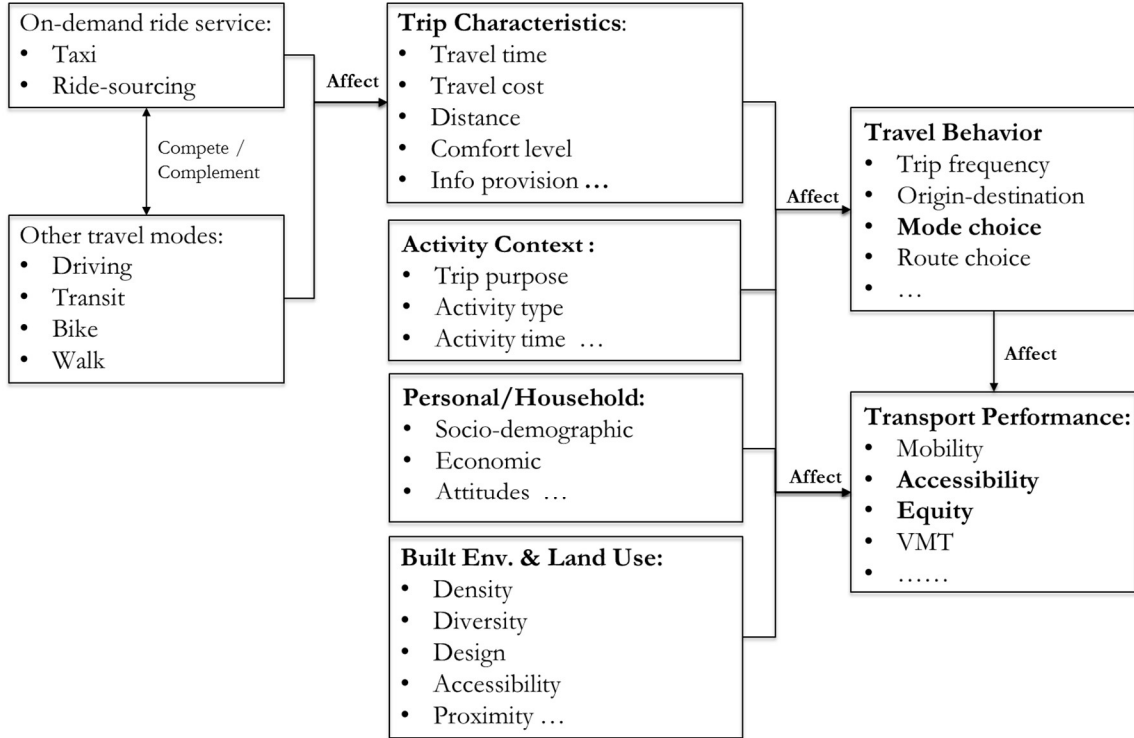 On-demand ride service:
• Taxi
• Ride-sourcing
Compete /
Complement
Other travel modes:
• Driving
• Transit
• Bike
• Walk
Affect
Trip Characteristics:
• Travel time
• Travel cost
• Distance
• Comfort level
• Info provision ...
Activity Context :
• Trip purpose
• Activity type
• Activity time ...
Personal/Household:
• Socio-demographic
• Economic
• Attitudes ...
Built Env. & Land Use:
• Density
• Diversity
• Design
• Accessibility
• Proximity ...
Affect
Affect
Travel Behavior
• Trip frequency
• Origin-destination
• Mode choice
• Route choice
• ...
Affect
Transport Performance:
• Mobility
• Accessibility
• Equity
• VMT
• ......